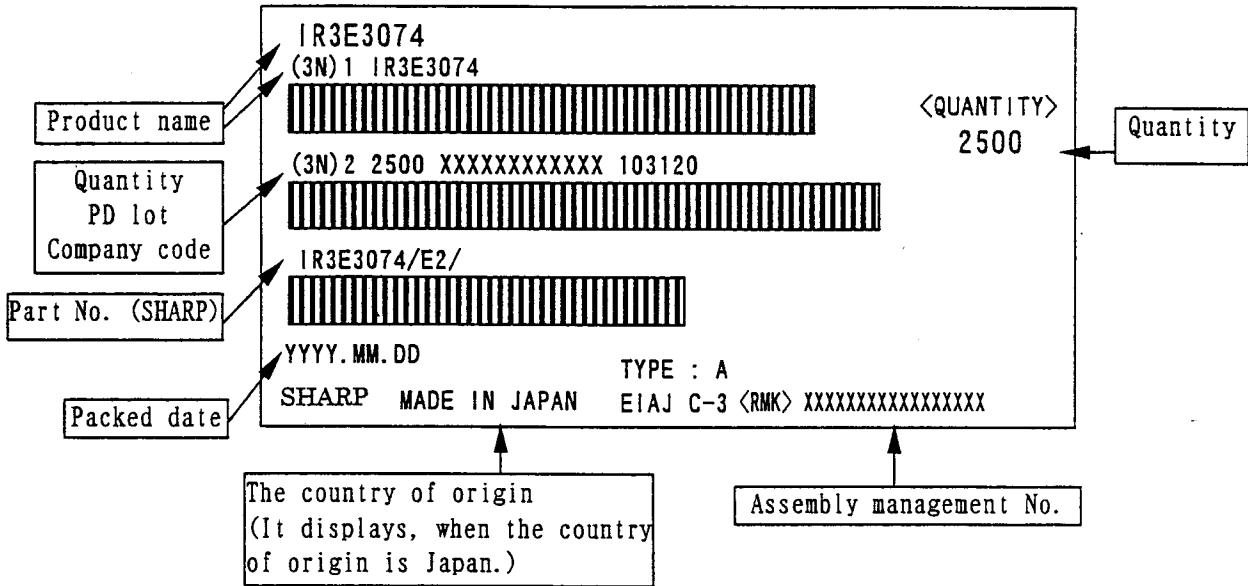 IR3E3074
(3N)1 IR3E3074
<QUANTITY>
2500
(3N)2 2500 XXXXXXXXXXXX 103120
IR3E3074/E2/
YYYY.MM.DD
TYPE : A
SHARP MADE IN JAPAN EIAJ C-3 <RMK> XXXXXXXXXXXXXXXXX
Product name
Quantity
PD lot
Company code
Part No. (SHARP)
Packed date
Quantity
The country of origin
(It displays, when the country
of origin is Japan.)
Assembly management No.